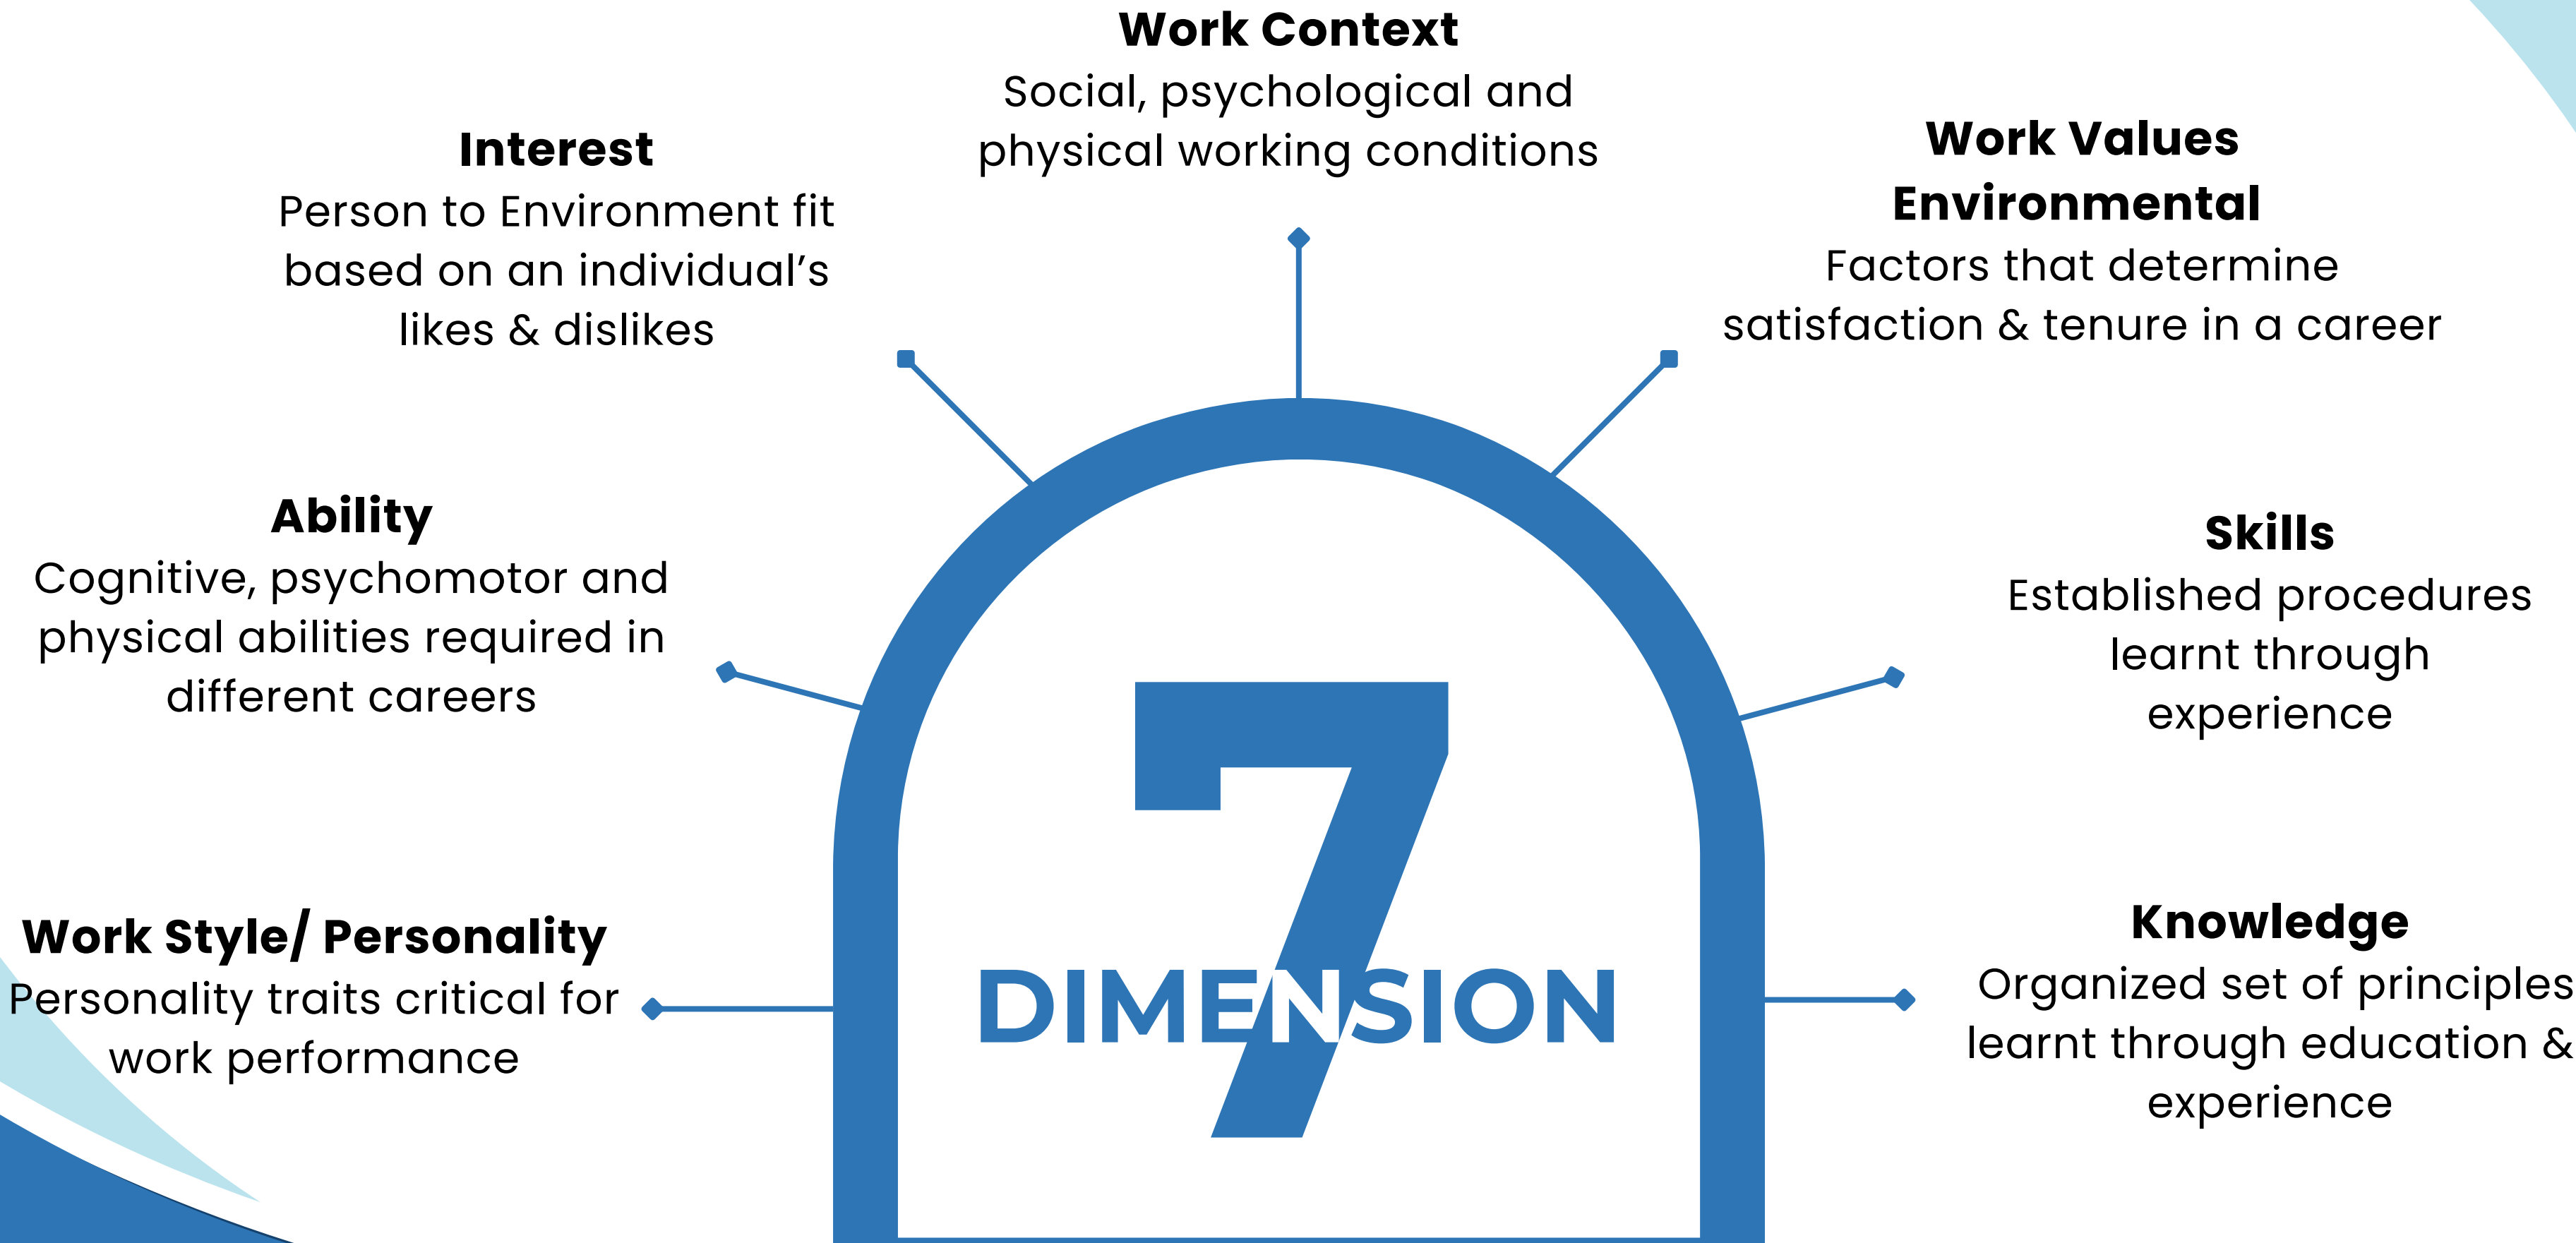 Work Context
Social, psychological and
physical working conditions
Interest
Person to Environment fit
based on an individual’s
likes & dislikes
Work Values
Environmental
Factors that determine
satisfaction & tenure in a career
Ability
Cognitive, psychomotor and
physical abilities required in
different careers
Skills
Established procedures
learnt through
experience
Work Style/ Personality
Personality traits critical for
work performance
7
DIMENSION
Knowledge
Organized set of principles
learnt through education &
experience